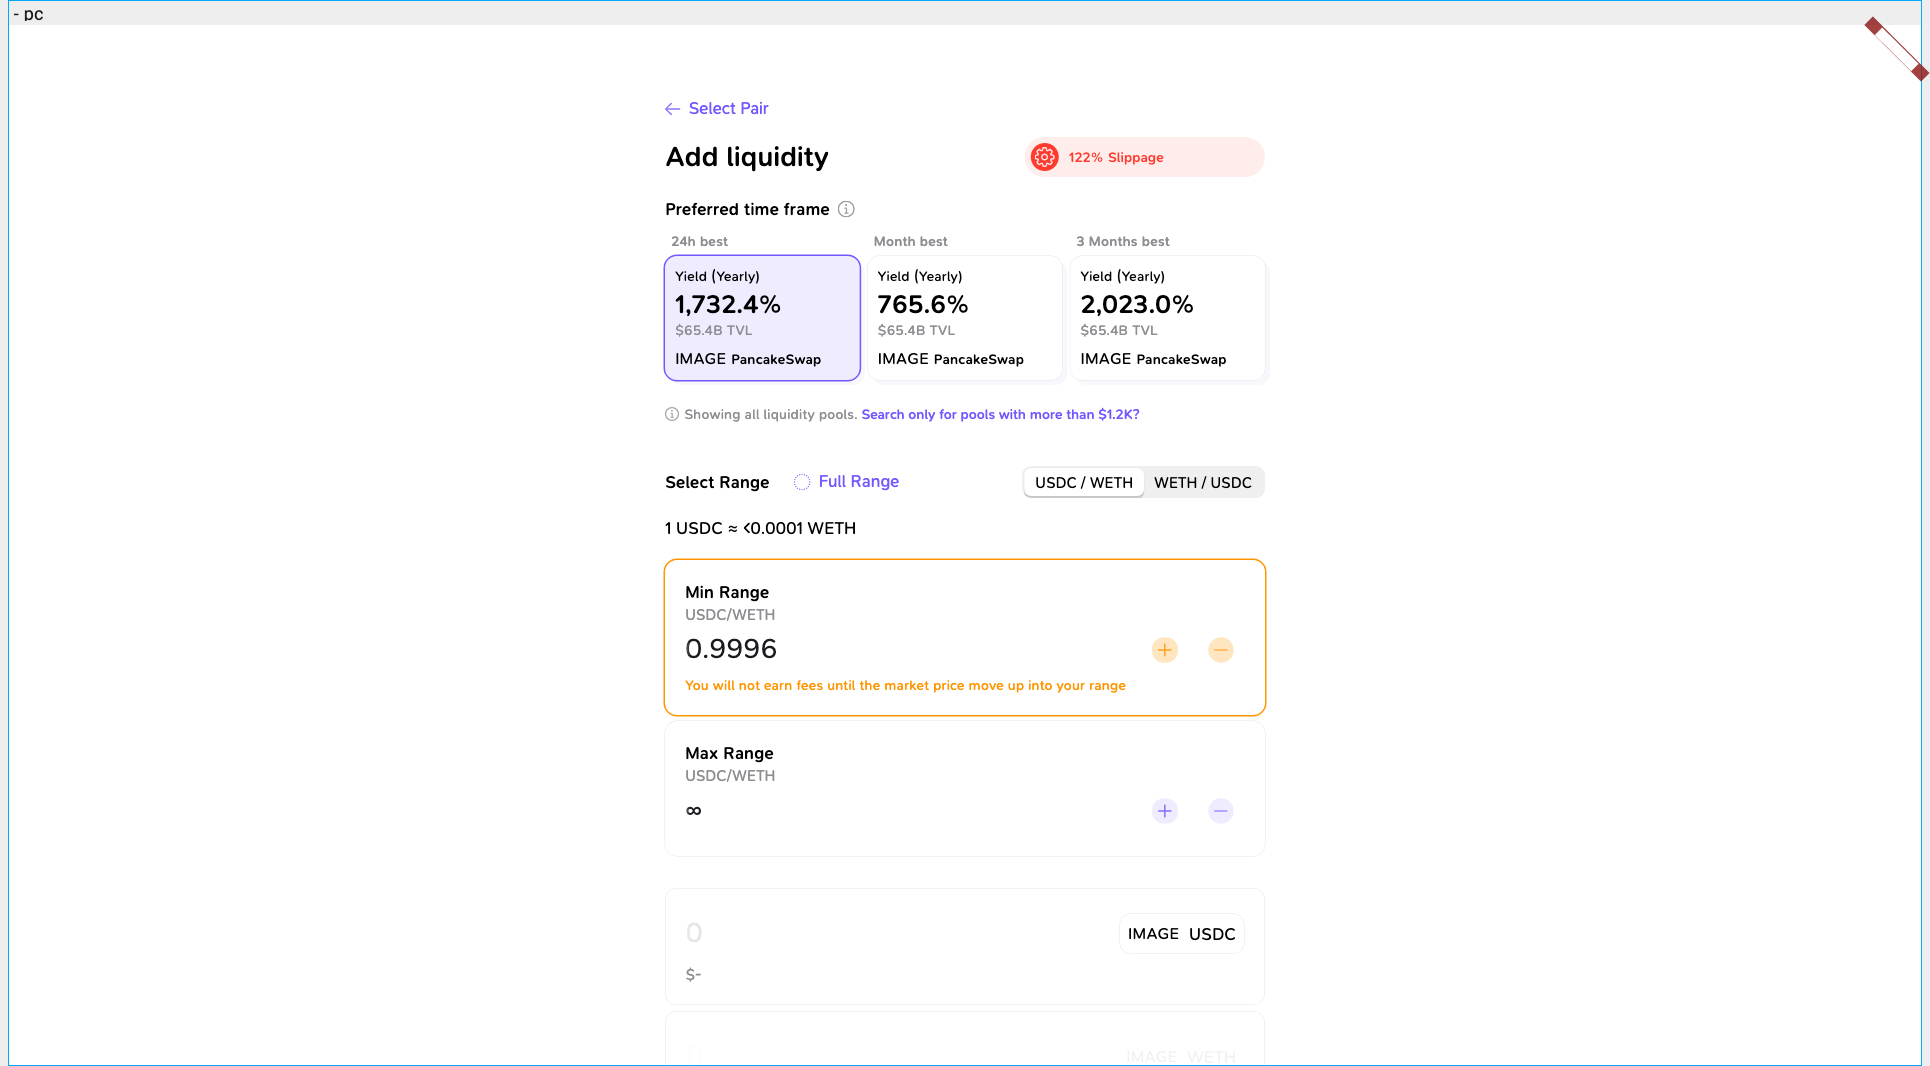 - pc
Select Pair
Add liquidity
122% Slippage
Preferred time frame
24h best
Month best
3 Months best
Yield (Yearly)
1,732.4%
$65.4B TVL
IMAGE PancakeSwap
Yield (Yearly)
765.6%
$65.4B TVL
IMAGE PancakeSwap
Yield (Yearly)
2,023.0%
$65.4B TVL
IMAGE PancakeSwap
Showing all liquidity pools. Search only for pools with more than $1.2K?
Select Range
Full Range
USDC / WETH
WETH / USDC
1 USDC ≈ <0.0001 WETH
Min Range
USDC/WETH
0.9996
You will not earn fees until the market price move up into your range
Max Range
USDC/WETH
∞
0
IMAGE USDC
$-
0
IMAGE WETH